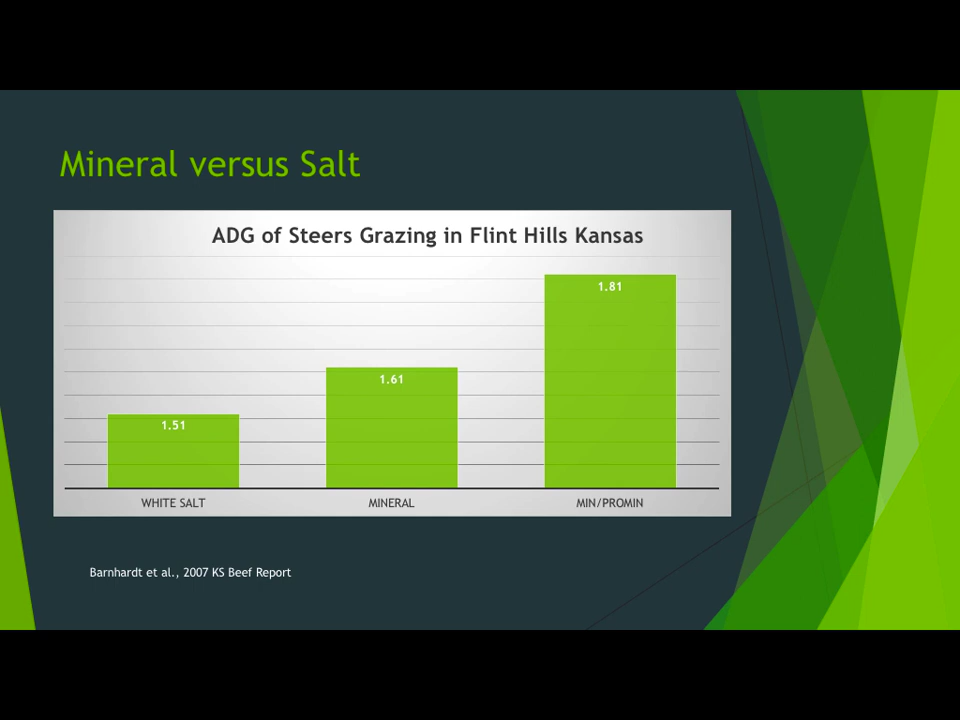 Mineral versus Salt
ADG of Steers Grazing in Flint Hills Kansas
1.81
1.61
1.51
WHITE SALT
MINERAL
MIN/PROMIN
Barnhardt et al., 2007 KS Beef Report